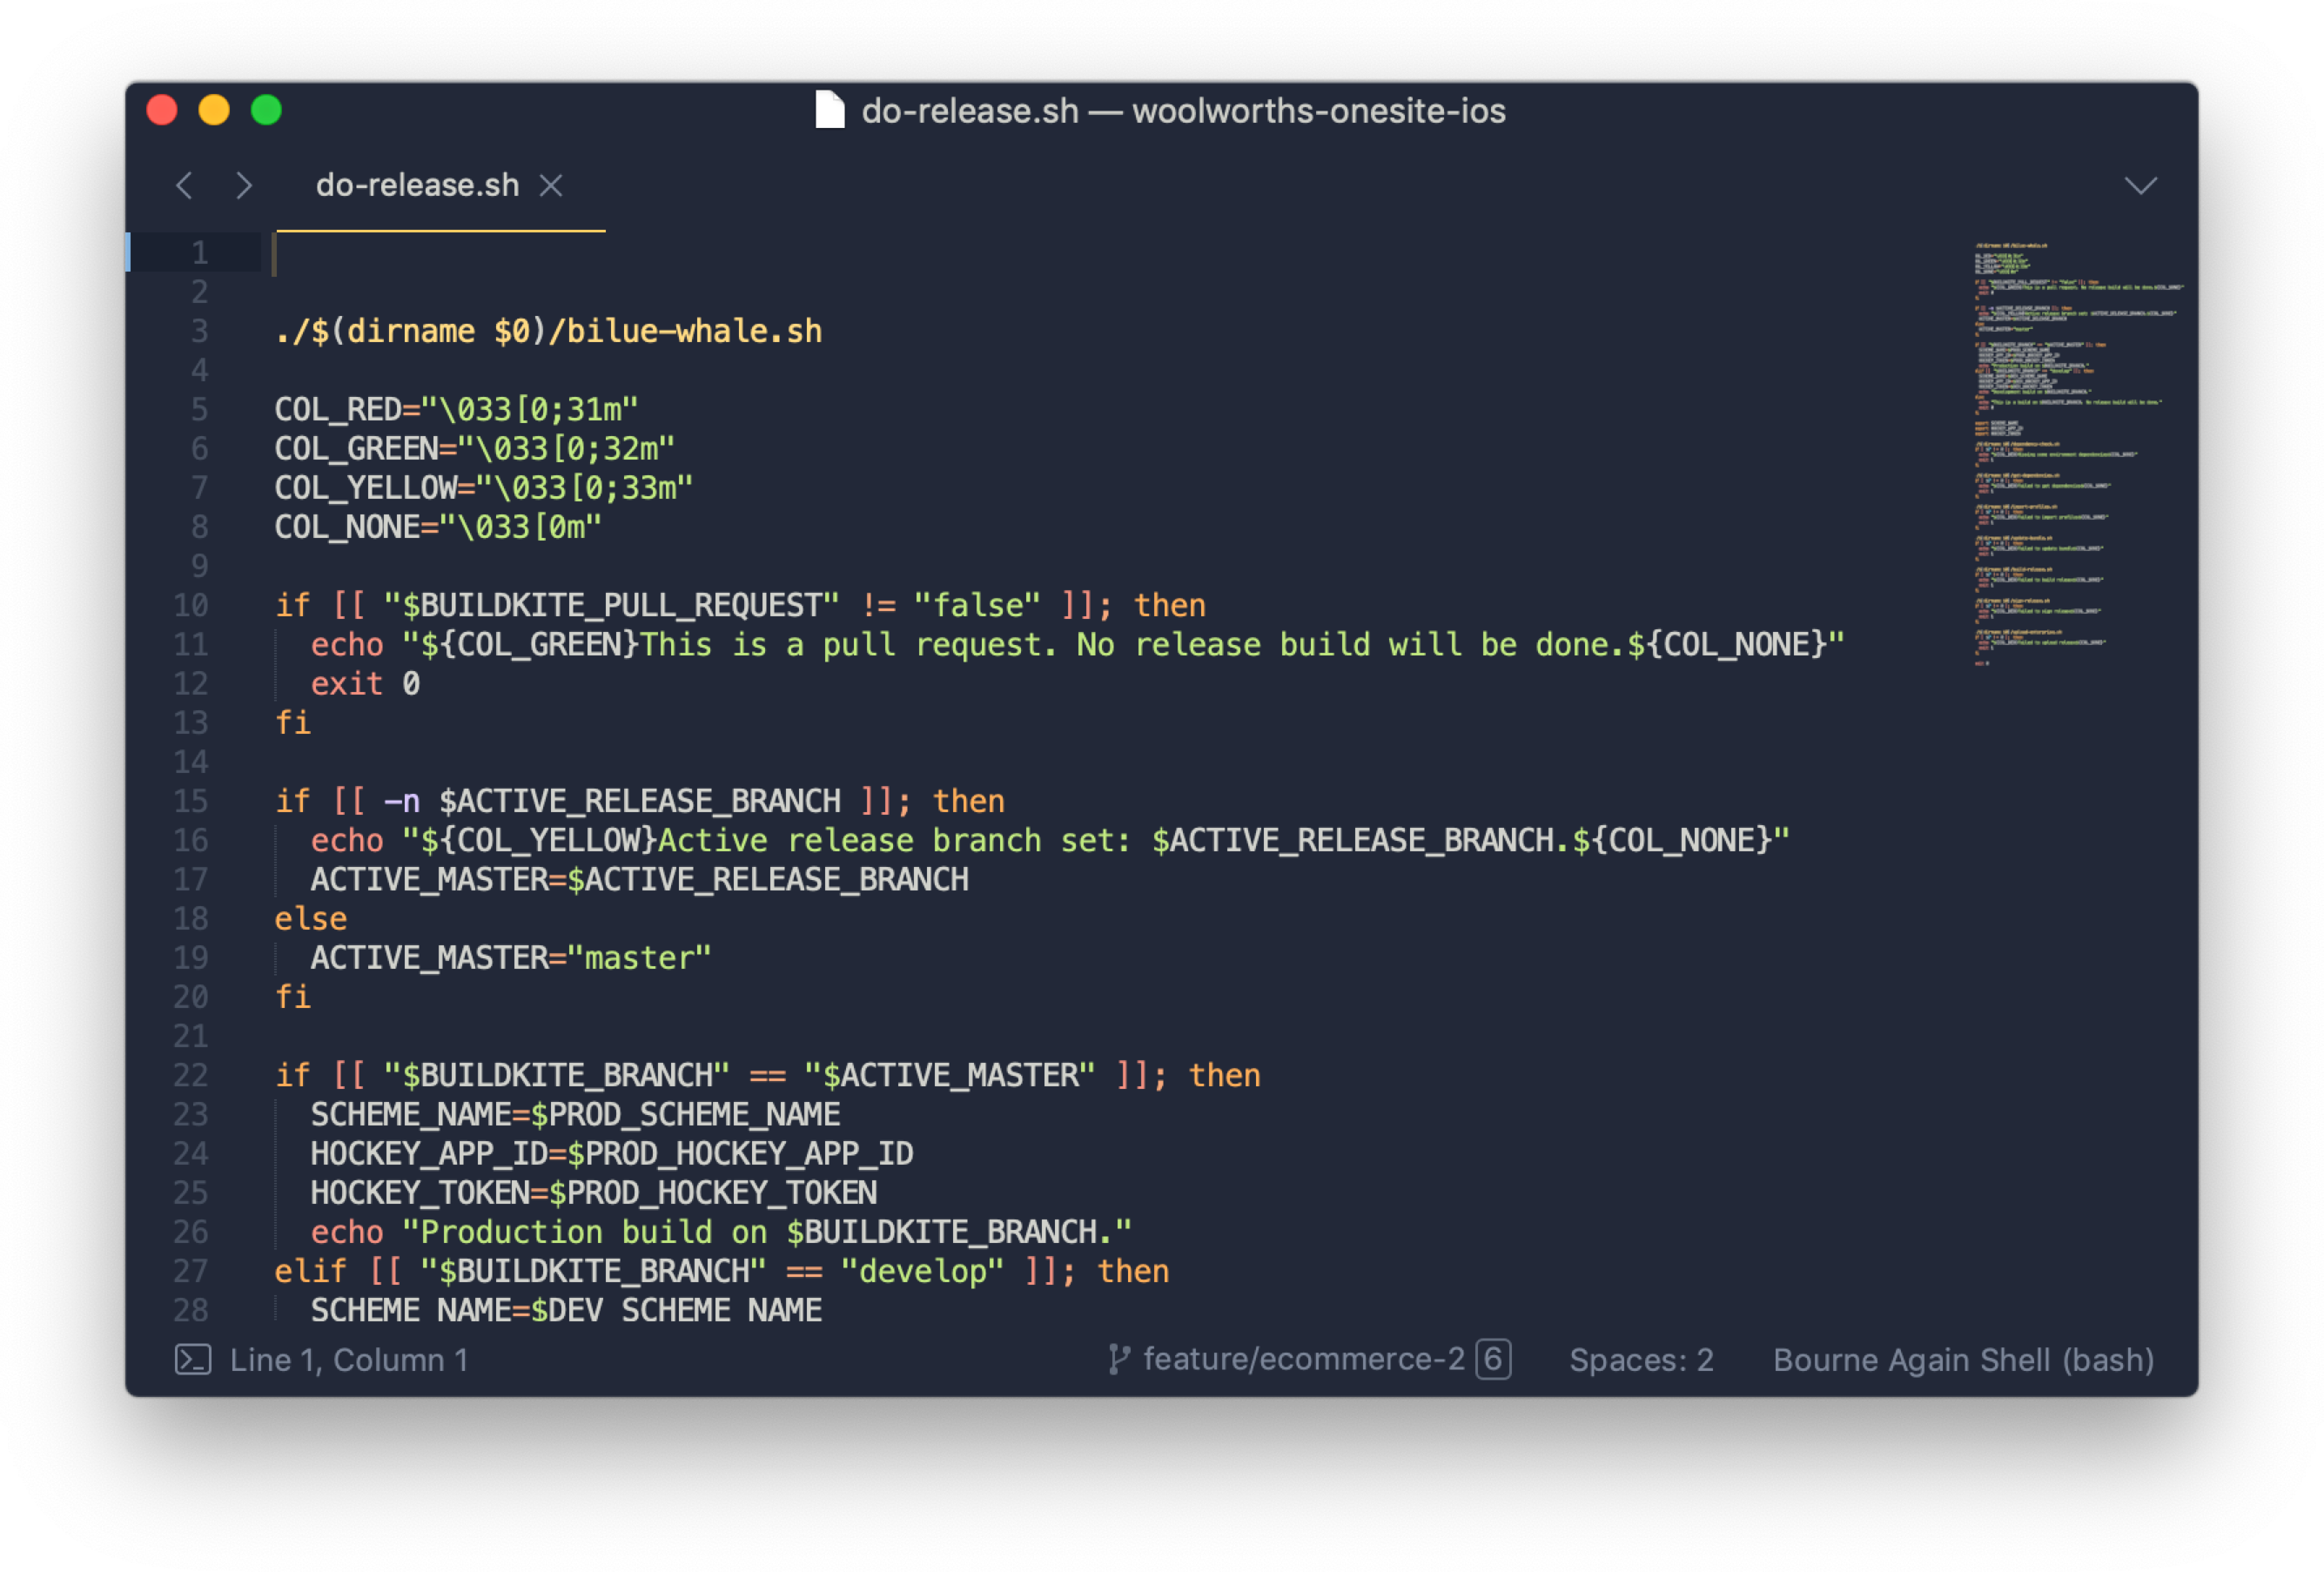 do-release.sh — woolworths-onesite-ios
do-release.sh
1
2
3 ./$(dirname $0)/bilue-whale.sh
4
5 COL_RED="\033[0;31m"
6 COL_GREEN="\033[0;32m"
7 COL_YELLOW="\033[0;33m"
8 COL_NONE="\033[0m"
9
10 if [[ "$BUILDKITE_PULL_REQUEST" != "false" ]]; then
11   echo "${COL_GREEN}This is a pull request. No release build will be done.${COL_NONE}"
12   exit 0
13 fi
14
15 if [[ -n $ACTIVE_RELEASE_BRANCH ]]; then
16   echo "${COL_YELLOW}Active release branch set: $ACTIVE_RELEASE_BRANCH.${COL_NONE}"
17   ACTIVE_MASTER=$ACTIVE_RELEASE_BRANCH
18 else
19   ACTIVE_MASTER="master"
20 fi
21
22 if [[ "$BUILDKITE_BRANCH" == "$ACTIVE_MASTER" ]]; then
23   SCHEME_NAME=$PROD_SCHEME_NAME
24   HOCKEY_APP_ID=$PROD_HOCKEY_APP_ID
25   HOCKEY_TOKEN=$PROD_HOCKEY_TOKEN
26   echo "Production build on $BUILDKITE_BRANCH."
27 elif [[ "$BUILDKITE_BRANCH" == "develop" ]]; then
28   SCHEME_NAME=$DEV_SCHEME_NAME
Line 1, Column 1
feature/ecommerce-2 6
Spaces: 2
Bourne Again Shell (bash)